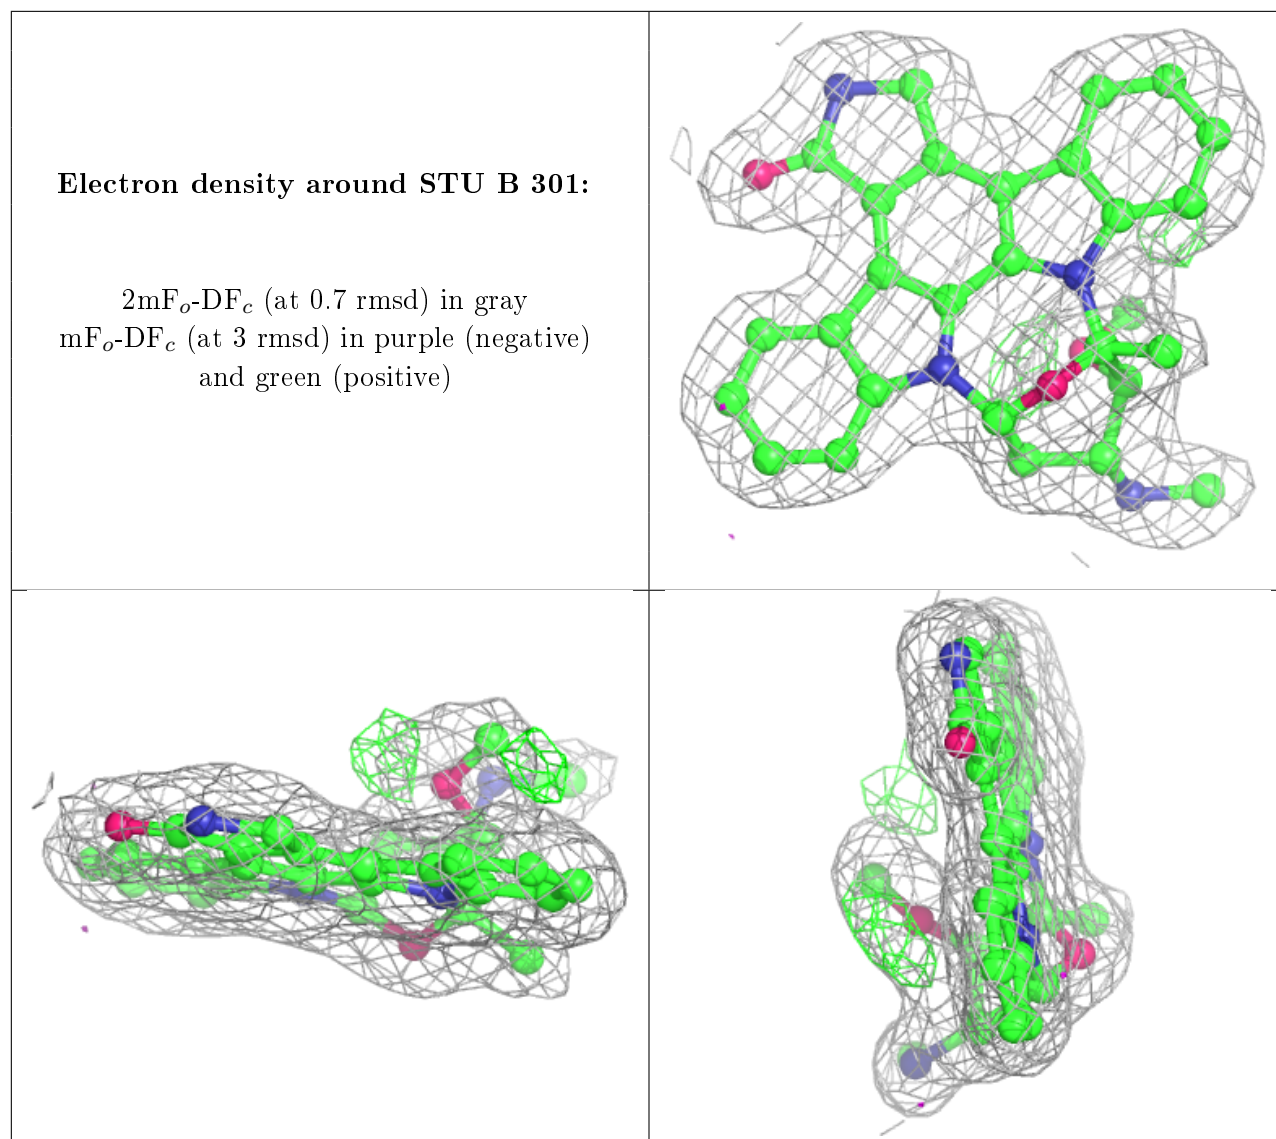 Electron density around STU B 301:
2mFo-DFc (at 0.7 rmsd) in gray
mFo-DFc (at 3 rmsd) in purple (negative)
and green (positive)